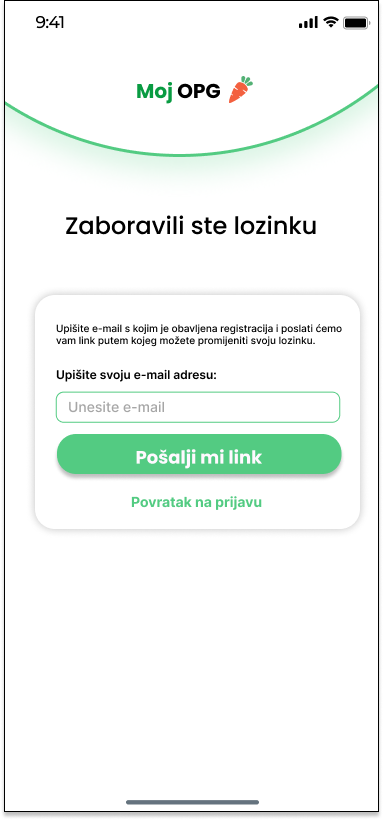 9:41
Moj OPG
Zaboravili ste lozinku
Upišite e-mail s kojim je obavljena registracija i poslati ćemo
vam link putem kojeg možete promijeniti svoju lozinku.
Upišite svoju e-mail adresu:
Unesite e-mail
Pošalji mi link
Povratak na prijavu